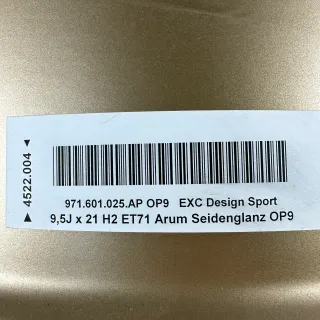 ▶ 4522.004 ◀
971.601.025.AP OP9 EXC Design Sport
9,5J x 21 H2 ET71 Arum Seidenglanz OP9